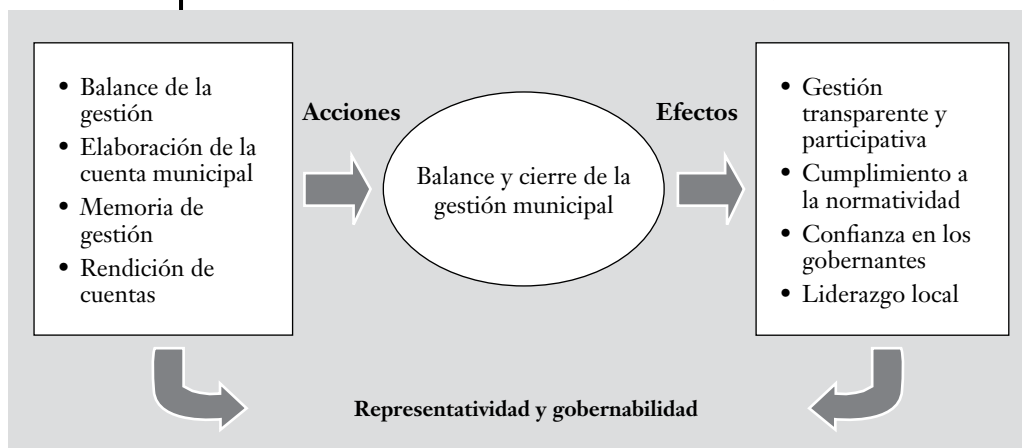 • Balance de la
gestión
• Elaboración de la
cuenta municipal
• Memoria de
gestión
• Rendición de
cuentas
Acciones
Balance y cierre de la
gestión municipal
Efectos
• Gestión
transparente y
participativa
• Cumplimiento a
la normatividad
• Confianza en los
gobernantes
• Liderazgo local
Representatividad y gobernabilidad